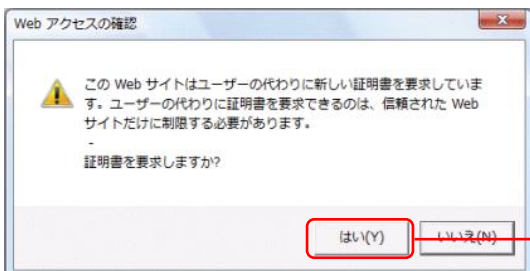 Web アクセスの確認
x
この Web サイトはユーザーの代わりに新しい証明書を要求していま
す。ユーザーの代わりに証明書を要求できるのは、信頼された Web
サイトだけに制限する必要があります。
-
証明書を要求しますか?
はい(Y) いいえ(N)